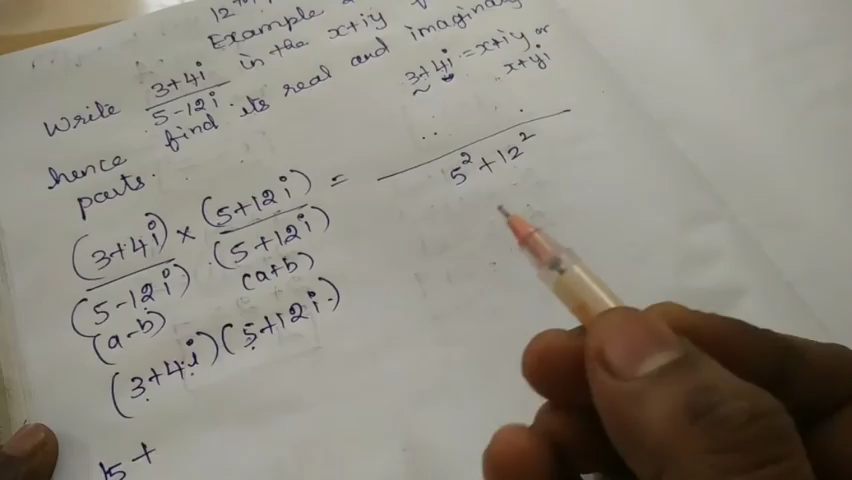 Example
Write 3+4i / 5-12i in the x+iy
hence find its real and imaginary
parts.
3+4i = x+iy or
x+yi
(3+4i) / (5-12i) × (5+12i) / (5+12i) = / 5²+12²
(a-b) (a+b)
(3+4i)(5+12i)
15 +